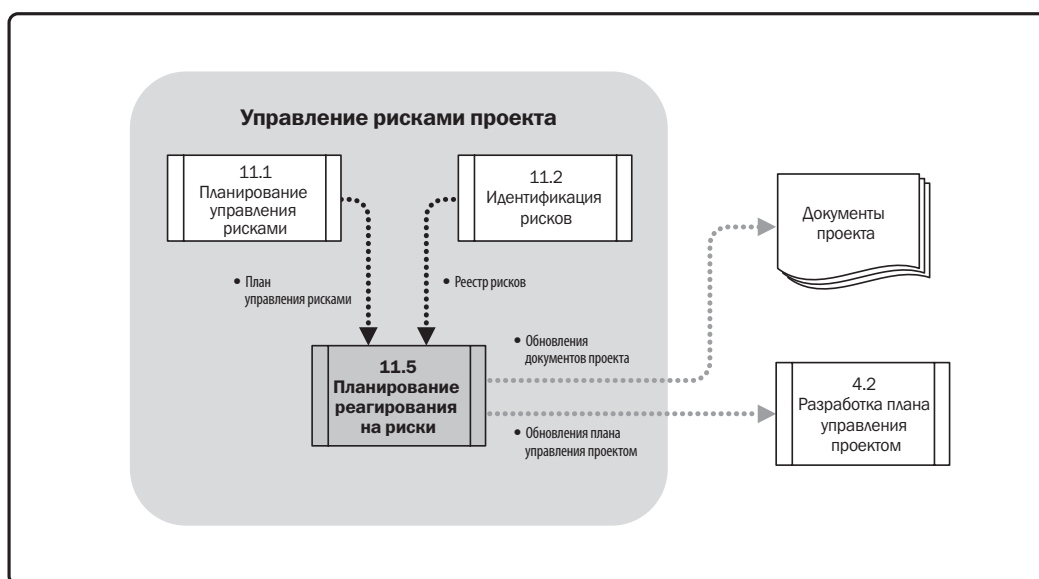 Управление рисками проекта
11.1
Планирование
управления
рисками
11.2
Идентификация
рисков
• План
управления рисками
• Реестр рисков
11.5
Планирование
реагирования
на риски
• Обновления
документов проекта
• Обновления плана
управления проектом
Документы
проекта
4.2
Разработка плана
управления
проектом